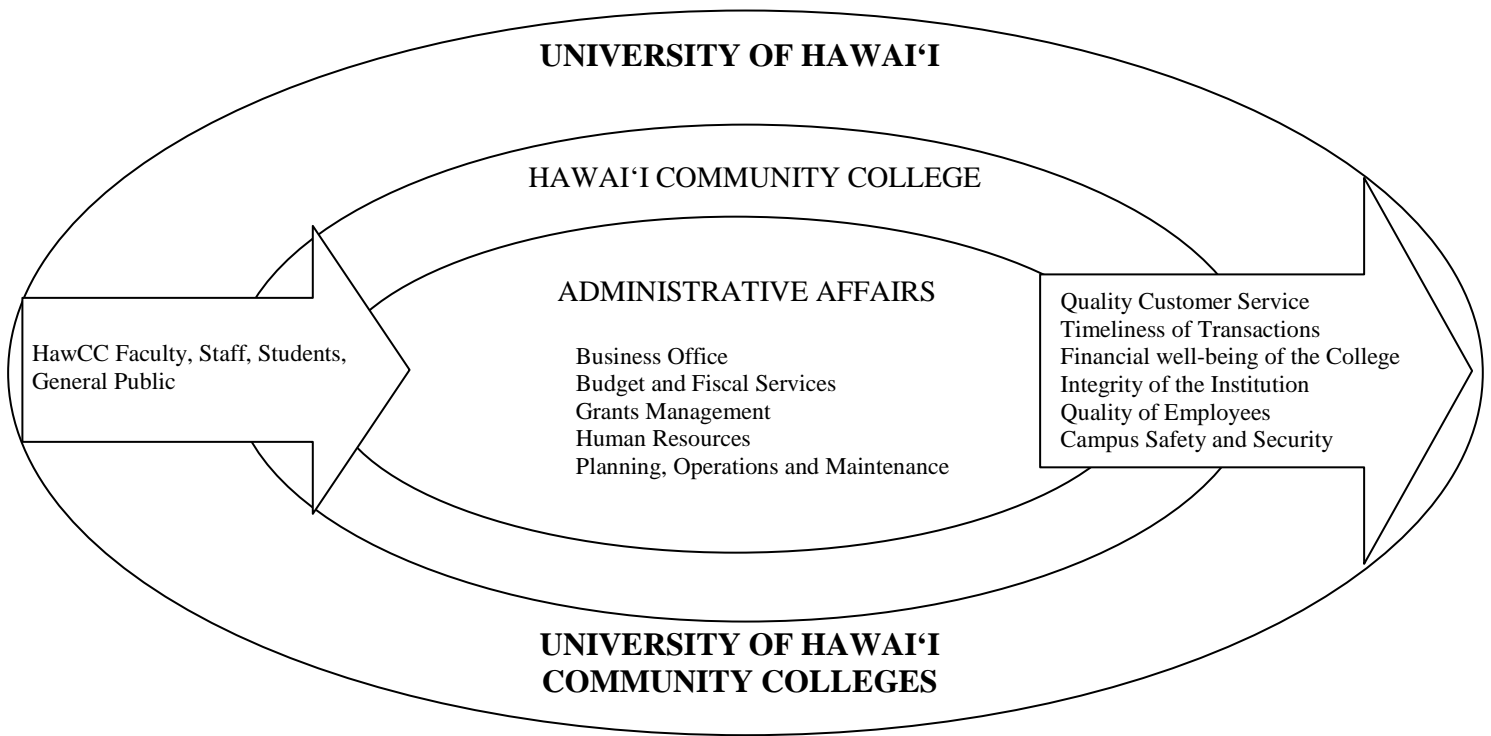 UNIVERSITY OF HAWAI‘I
HAWAI‘I COMMUNITY COLLEGE
ADMINISTRATIVE AFFAIRS
HawCC Faculty, Staff, Students,
General Public
Business Office
Budget and Fiscal Services
Grants Management
Human Resources
Planning, Operations and Maintenance
Quality Customer Service
Timeliness of Transactions
Financial well-being of the College
Integrity of the Institution
Quality of Employees
Campus Safety and Security
UNIVERSITY OF HAWAI‘I
COMMUNITY COLLEGES